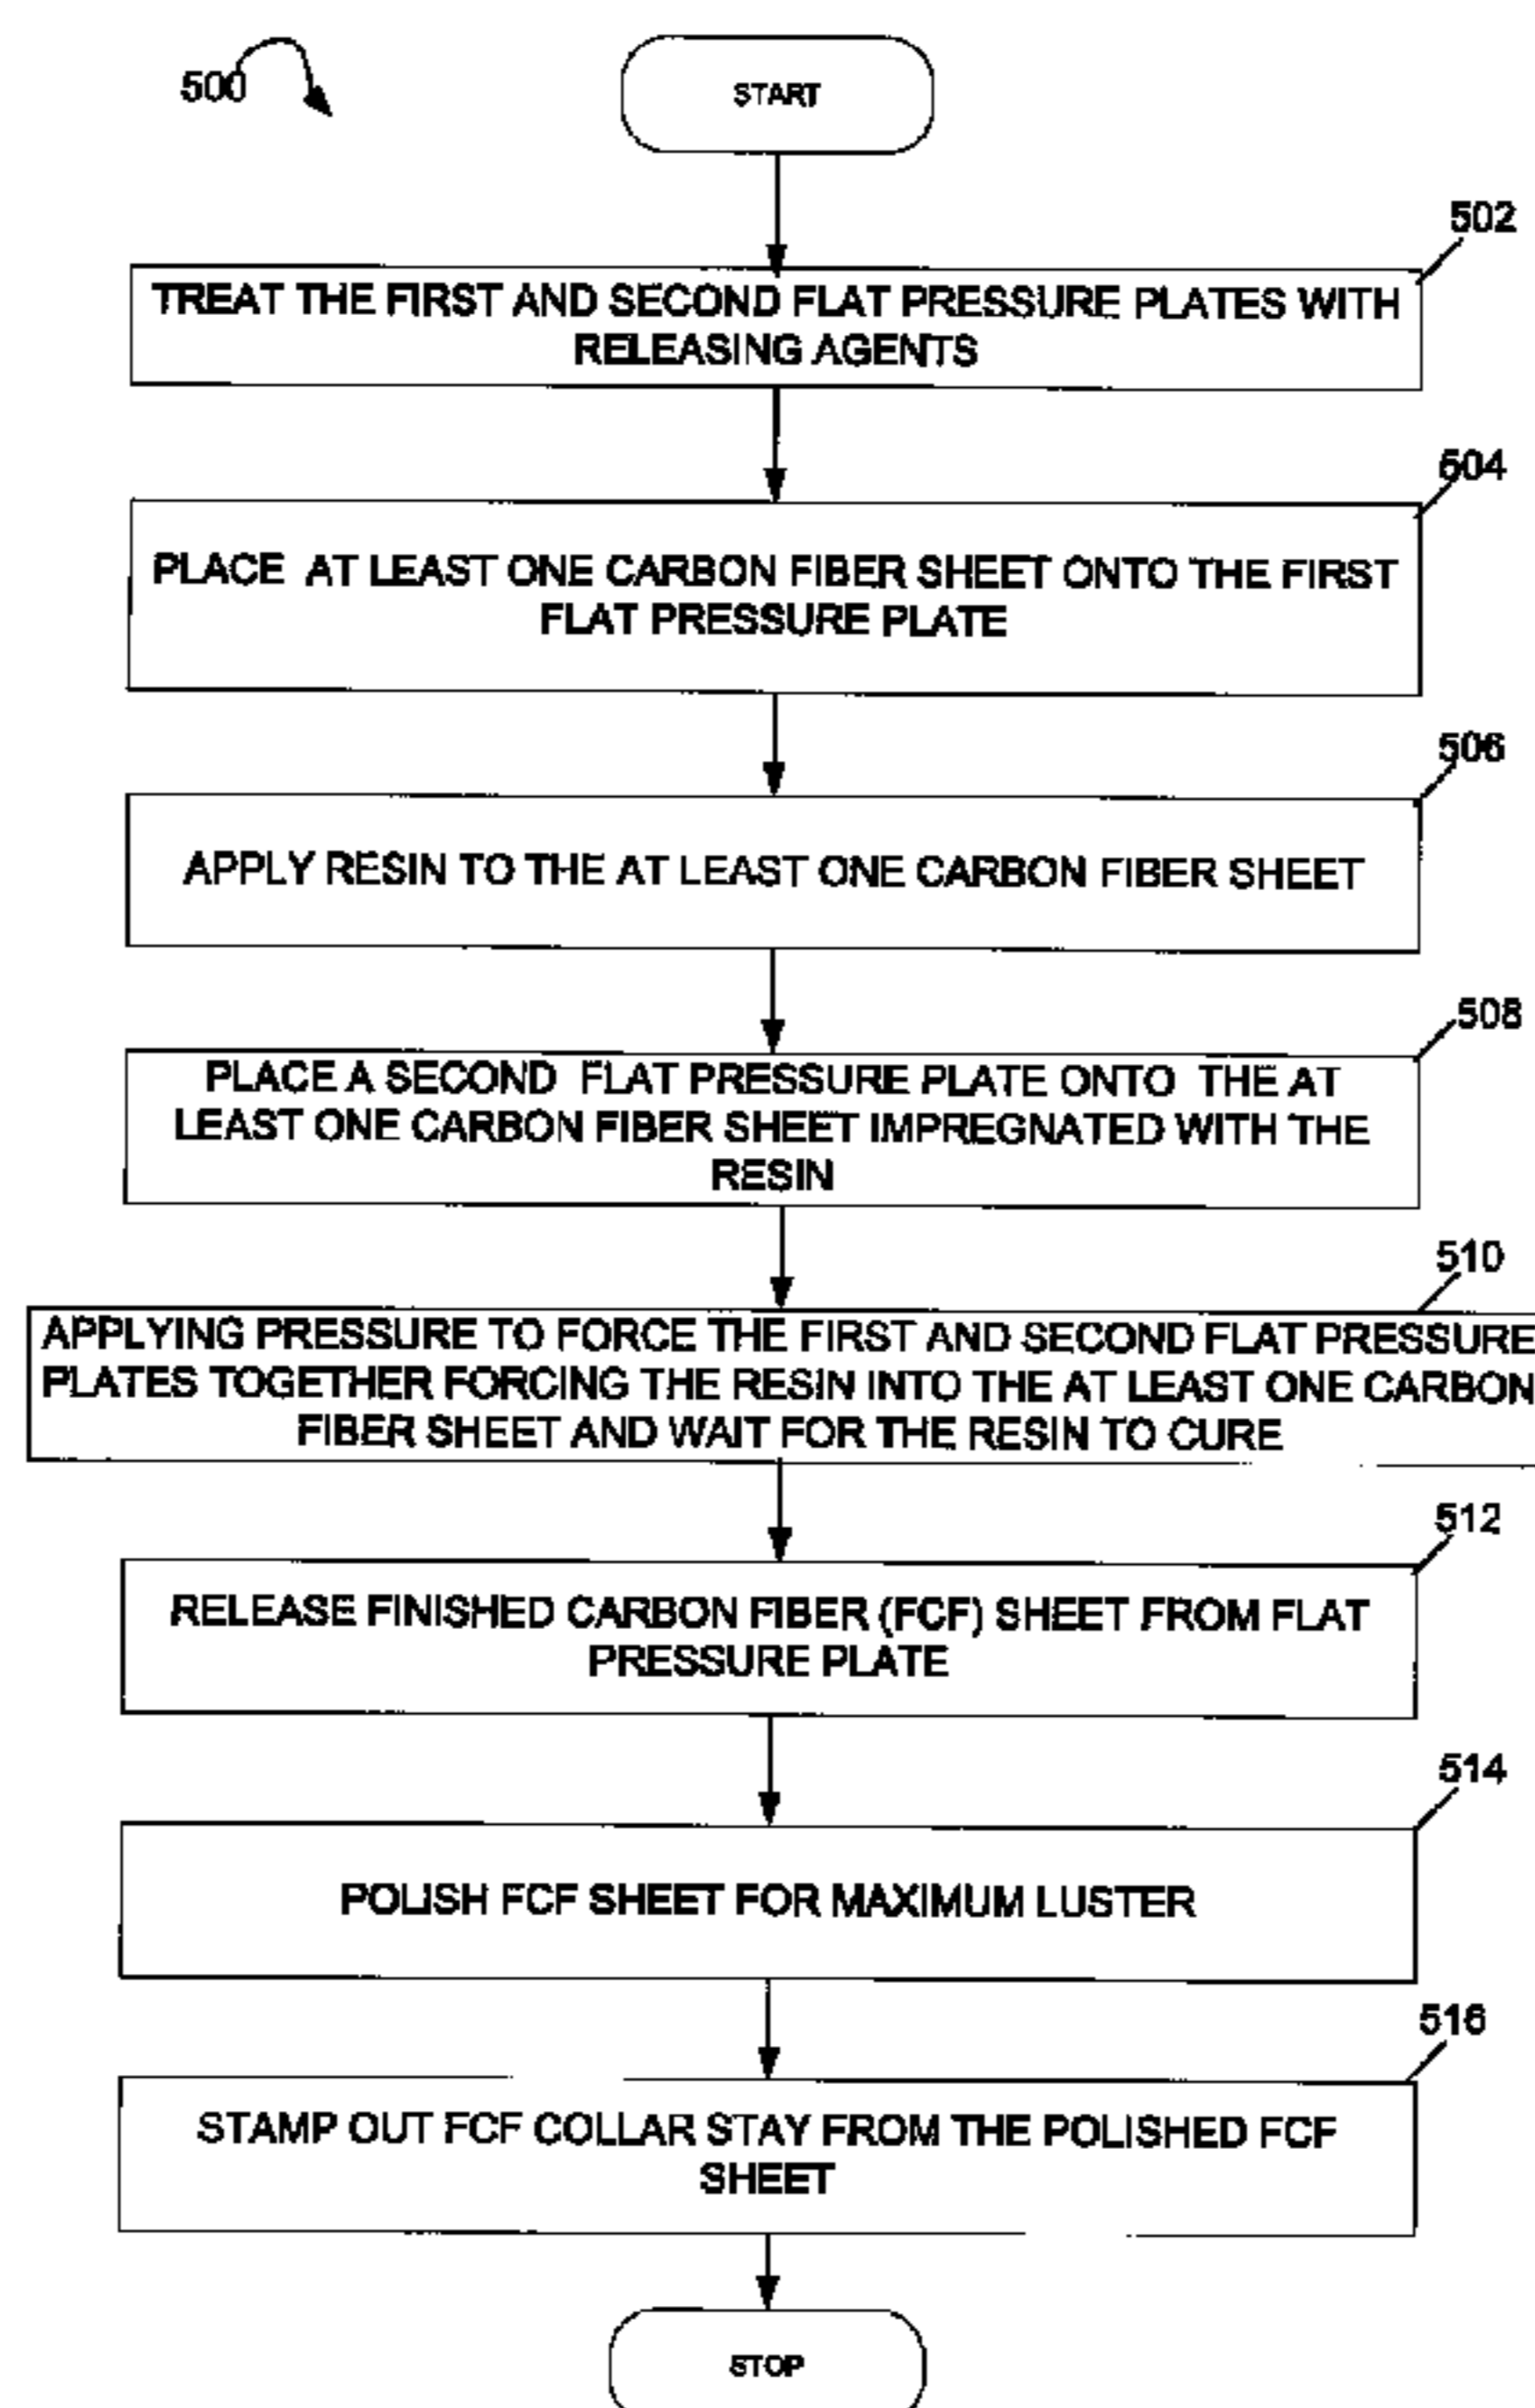 500
START
502
TREAT THE FIRST AND SECOND FLAT PRESSURE PLATES WITH
RELEASING AGENTS
504
PLACE AT LEAST ONE CARBON FIBER SHEET ONTO THE FIRST
FLAT PRESSURE PLATE
506
APPLY RESIN TO THE AT LEAST ONE CARBON FIBER SHEET
508
PLACE A SECOND FLAT PRESSURE PLATE ONTO THE AT
LEAST ONE CARBON FIBER SHEET IMPREGNATED WITH THE
RESIN
510
APPLYING PRESSURE TO FORCE THE FIRST AND SECOND FLAT PRESSURE
PLATES TOGETHER FORCING THE RESIN INTO THE AT LEAST ONE CARBON
FIBER SHEET AND WAIT FOR THE RESIN TO CURE
512
RELEASE FINISHED CARBON FIBER (FCF) SHEET FROM FLAT
PRESSURE PLATE
514
POLISH FCF SHEET FOR MAXIMUM LUSTER
516
STAMP OUT FCF COLLAR STAY FROM THE POLISHED FCF
SHEET
STOP